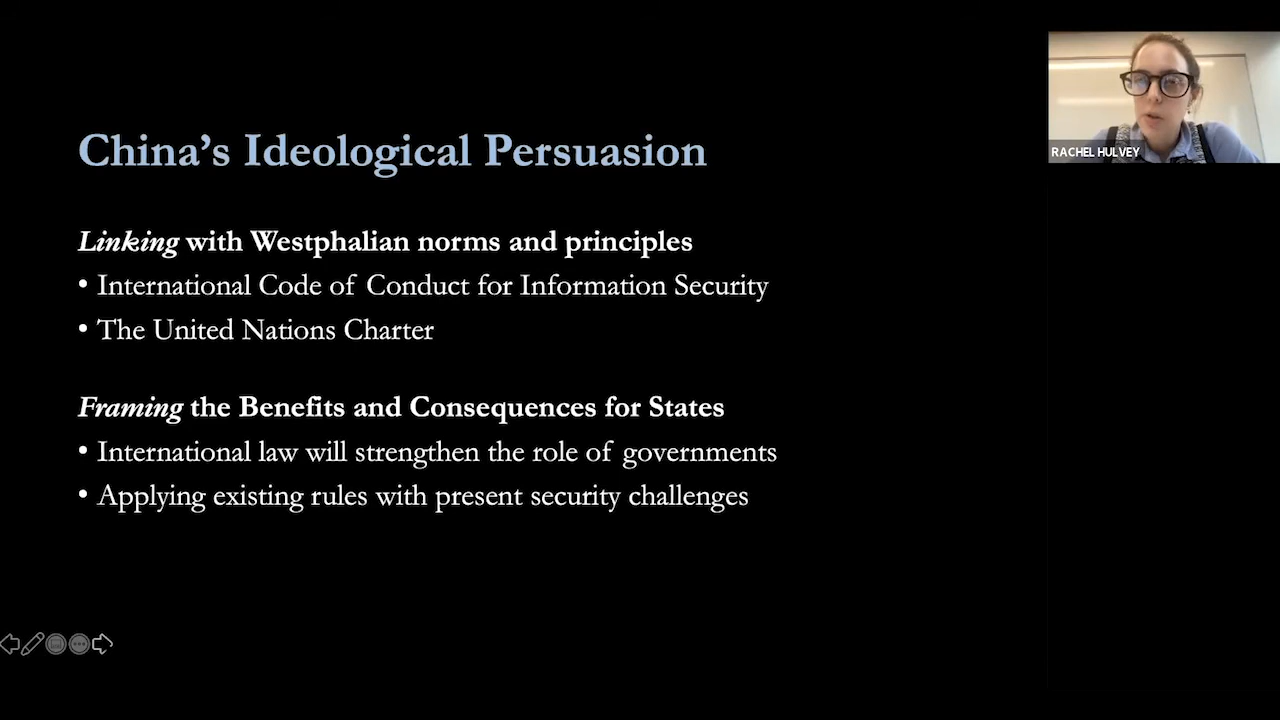 China's Ideological Persuasion
Linking with Westphalian norms and principles
• International Code of Conduct for Information Security
• The United Nations Charter
Framing the Benefits and Consequences for States
• International law will strengthen the role of governments
• Applying existing rules with present security challenges
RACHEL HULVEY